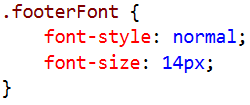 .footerFont {
    font-style: normal;
    font-size: 14px;
}